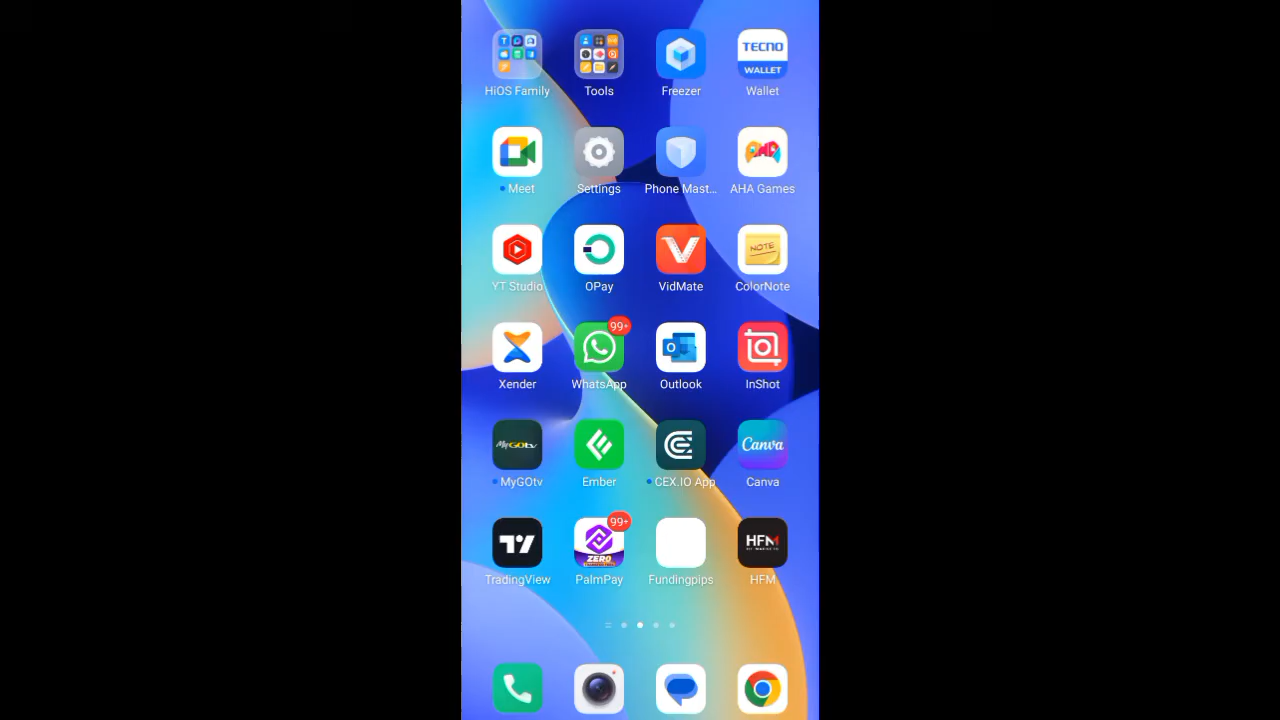 TECNO
WALLET
HiOS Family
Tools
Freezer
Wallet
Meet
Settings
Phone Mast...
AHA Games
NOTE
YT Studio
OPay
VidMate
ColorNote
99+
Xender
WhatsApp
Outlook
InShot
MyGOtv
Canva
MyGOtv
Ember
CEX.IO App
Canva
99+
ZERO
HFM
TradingView
PalmPay
Fundingpips
HFM